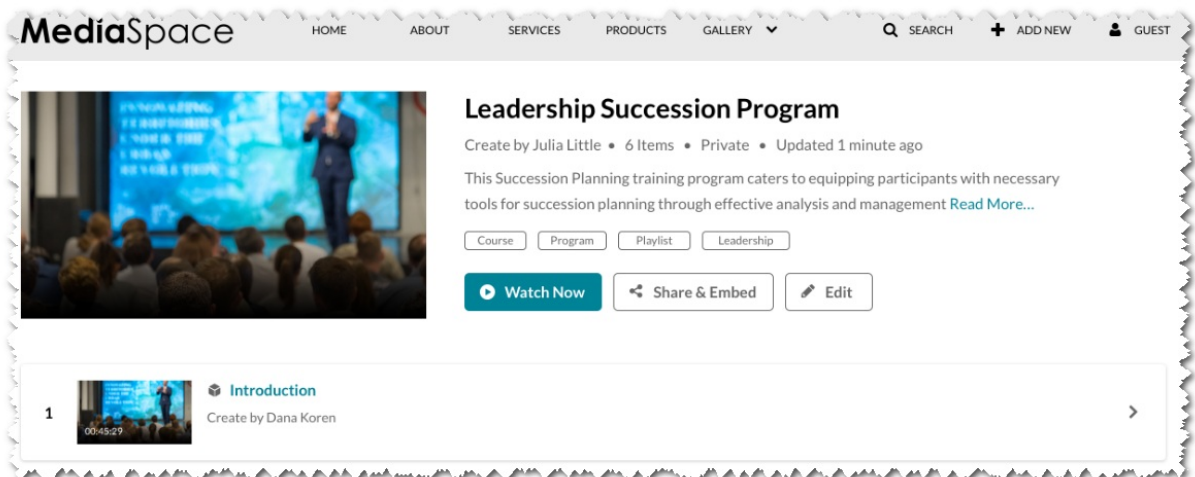 MediaSpace HOME ABOUT SERVICES PRODUCTS GALLERY SEARCH ADD NEW GUEST
Leadership Succession Program
Create by Julia Little • 6 Items • Private • Updated 1 minute ago
This Succession Planning training program caters to equipping participants with necessary
tools for succession planning through effective analysis and management Read More...
Course Program Playlist Leadership
Watch Now Share & Embed Edit
1
Introduction
Create by Dana Koren
00:45:29